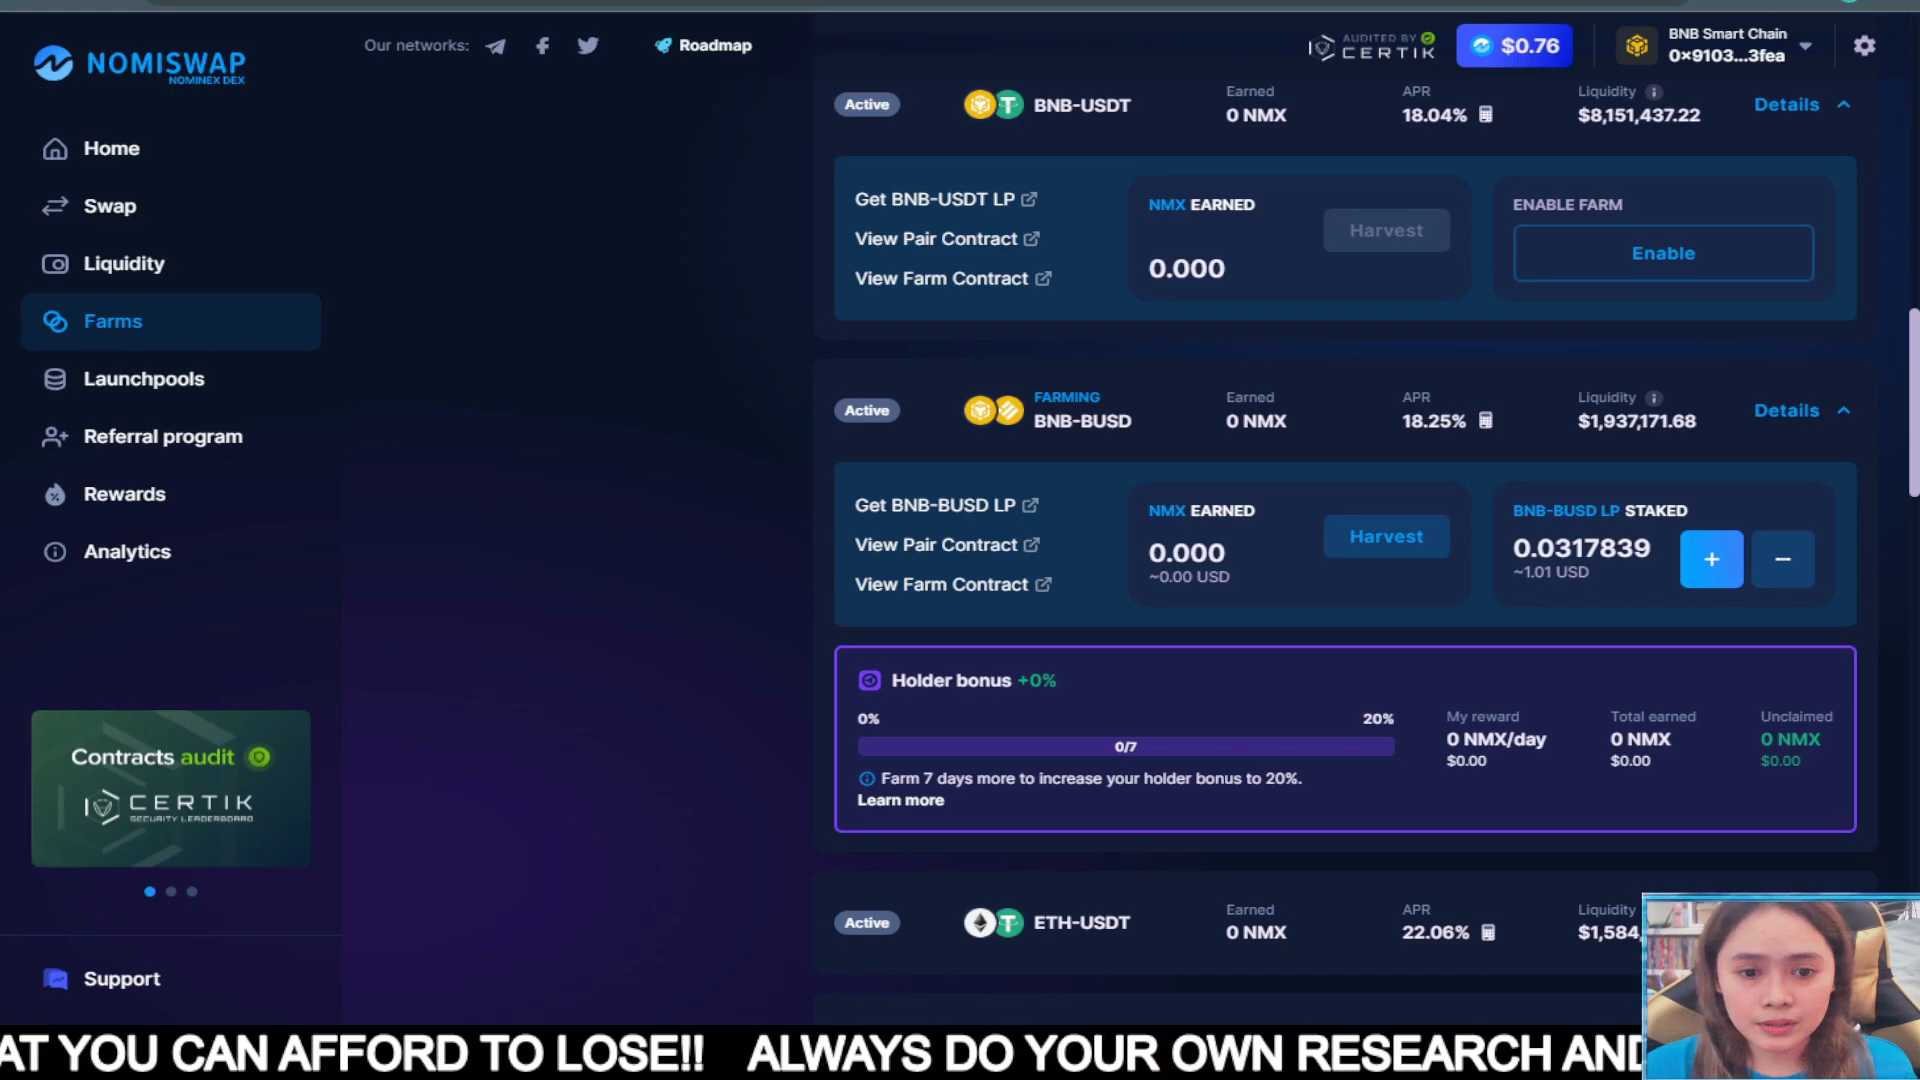 NOMISWAP
NOMINEX DEX
Our networks:
Roadmap
AUDITED BY
CERTIK
$0.76
BNB Smart Chain
0x9103...3fea
Home
Swap
Liquidity
Farms
Launchpools
Referral program
Rewards
Analytics
Contracts audit
CERTIK
SECURITY LEADERBOARD
Support
Active
BNB-USDT
Earned
0 NMX
APR
18.04%
Liquidity
$8,151,437.22
Details
Get BNB-USDT LP
View Pair Contract
View Farm Contract
NMX EARNED
0.000
Harvest
ENABLE FARM
Enable
Active
FARMING
BNB-BUSD
Earned
0 NMX
APR
18.25%
Liquidity
$1,937,171.68
Details
Get BNB-BUSD LP
View Pair Contract
View Farm Contract
NMX EARNED
0.000
~0.00 USD
Harvest
BNB-BUSD LP STAKED
0.0317839
~1.01 USD
+
−
Holder bonus +0%
0%
20%
0/7
Farm 7 days more to increase your holder bonus to 20%.
Learn more
My reward
0 NMX/day
$0.00
Total earned
0 NMX
$0.00
Unclaimed
0 NMX
$0.00
Active
ETH-USDT
Earned
0 NMX
APR
22.06%
Liquidity
$1,584,
AT YOU CAN AFFORD TO LOSE!! ALWAYS DO YOUR OWN RESEARCH AND